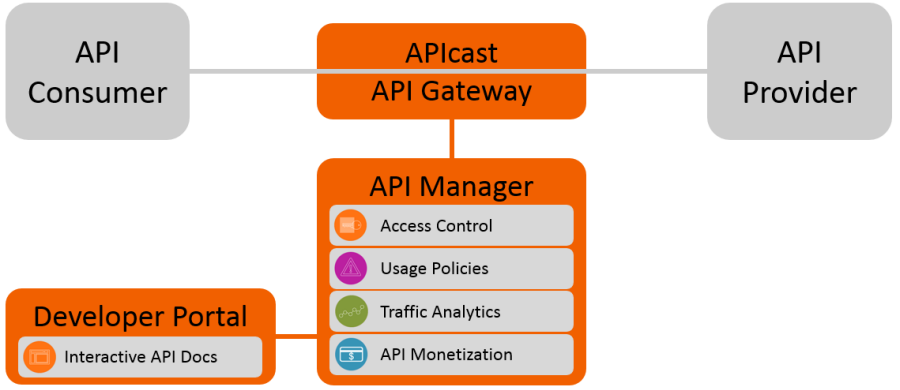 API
Consumer
APIcast
API Gateway
API
Provider
API Manager
Access Control
Usage Policies
Traffic Analytics
$
API Monetization
Developer Portal
Interactive API Docs